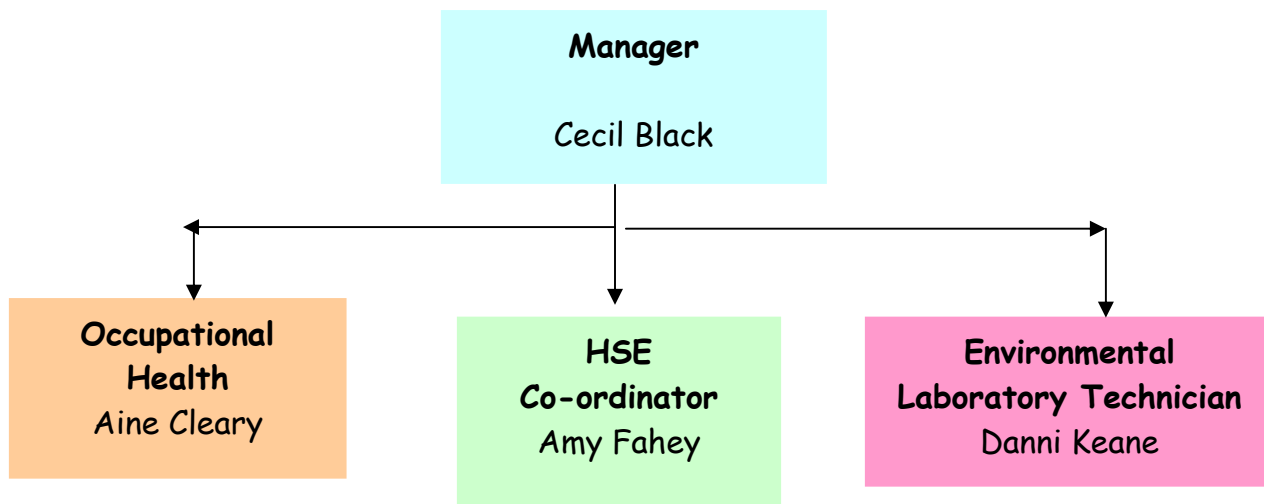 Manager
Cecil Black
Occupational
Health
Aine Cleary
HSE
Co-ordinator
Amy Fahey
Environmental
Laboratory Technician
Danni Keane